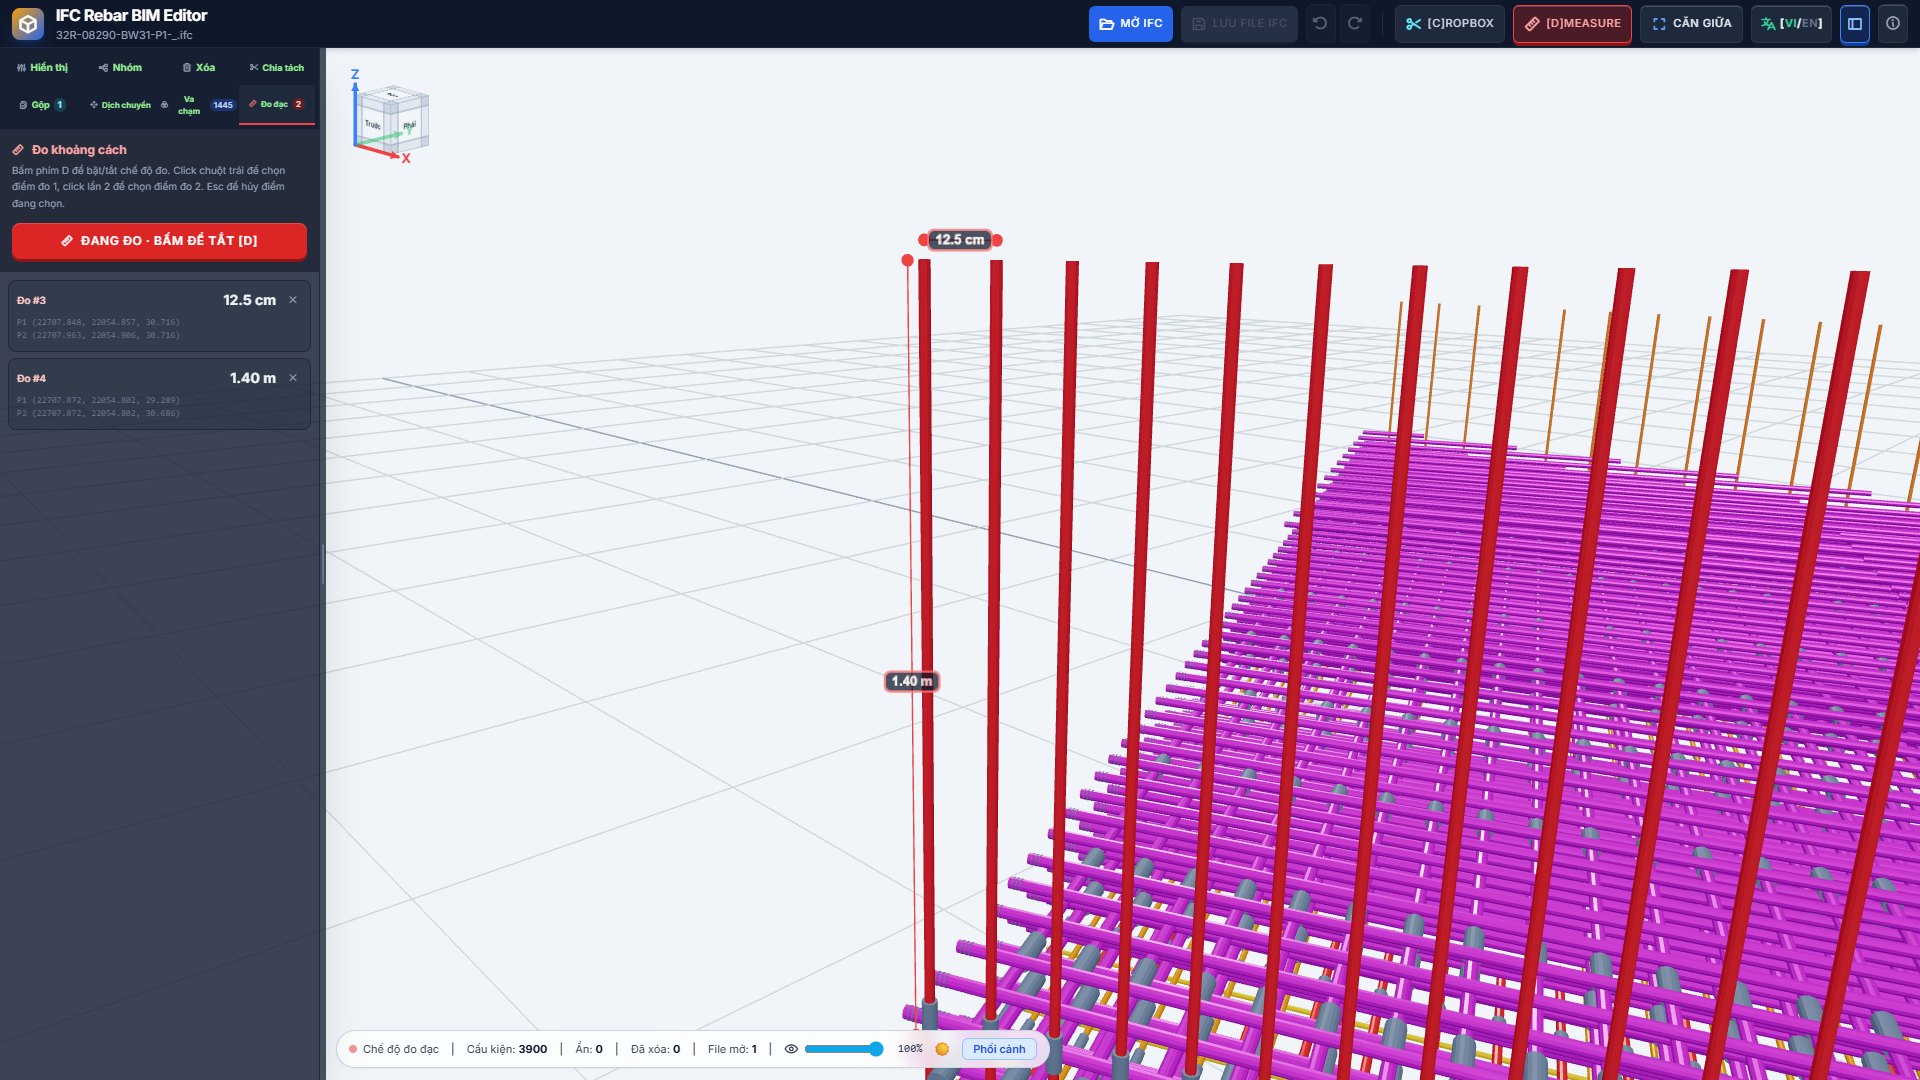 IFC Rebar BIM Editor
32R-08290-BW31-P1-_.ifc
MỞ IFC
LƯU FILE IFC
[C]ROPBOX
[D]MEASURE
CĂN GIỮA
[VI/EN]
Hiển thị
Nhóm
Xóa
Chia tách
Gộp 1
Dịch chuyển
Va chạm 1445
Đo đạc 2
Đo khoảng cách
Bấm phím D để bật/tắt chế độ đo. Click chuột trái để chọn
điểm đo 1, click lần 2 để chọn điểm đo 2. Esc để hủy điểm
đang chọn.
ĐANG ĐO · BẤM ĐỂ TẮT [D]
Đo #3 12.5 cm ×
P1 (22707.848, 22054.857, 30.716)
P2 (22707.963, 22054.906, 30.716)
Đo #4 1.40 m ×
P1 (22707.872, 22054.802, 29.289)
P2 (22707.872, 22054.802, 30.686)
Z
Trước
Phải
Y
X
12.5 cm
1.40 m
Chế độ đo đạc | Cấu kiện: 3900 | Ẩn: 0 | Đã xóa: 0 | File mở: 1 | 100% Phối cảnh